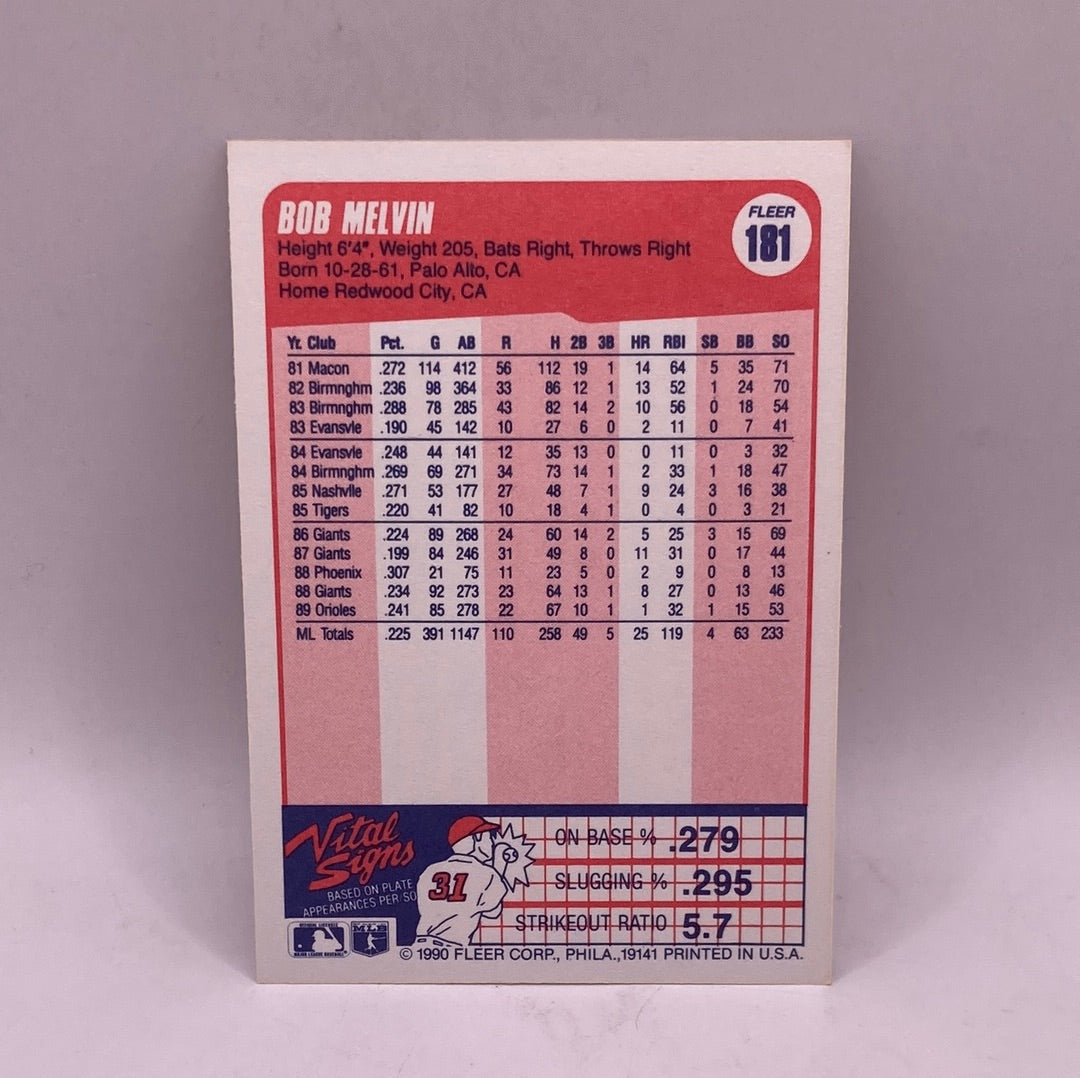 BOB MELVIN
FLEER
181
Height 6'4", Weight 205, Bats Right, Throws Right
Born 10-28-61, Palo Alto, CA
Home Redwood City, CA
Yr. Club Pct. G AB R H 2B 3B HR RBI SB BB SO
81 Macon .272 114 412 56 112 19 1 14 64 5 35 71
82 Birmnghm .236 98 364 33 86 12 1 13 52 1 24 70
83 Birmnghm .288 78 285 43 82 14 2 10 56 0 18 54
83 Evansvle .190 45 142 10 27 6 0 2 11 0 7 41
84 Evansvle .248 44 141 12 35 13 0 0 11 0 3 32
84 Birmnghm .269 69 271 34 73 14 1 2 33 1 18 47
85 Nashvlle .271 53 177 27 48 7 1 9 24 3 16 38
85 Tigers .220 41 82 10 18 4 1 0 4 0 3 21
86 Giants .224 89 268 24 60 14 2 5 25 3 15 69
87 Giants .199 84 246 31 49 8 0 11 31 0 17 44
88 Phoenix .307 21 75 11 23 5 0 2 9 0 8 13
88 Giants .234 92 273 23 64 13 1 8 27 0 13 46
89 Orioles .241 85 278 22 67 10 1 1 32 1 15 53
ML Totals .225 391 1147 110 258 49 5 25 119 4 63 233
Vital
Signs
BASED ON PLATE
APPEARANCES PER SO
31
ON BASE % .279
SLUGGING % .295
STRIKEOUT RATIO 5.7
MAJOR LEAGUE BASEBALL
MLB
© 1990 FLEER CORP., PHILA.,19141 PRINTED IN U.S.A.